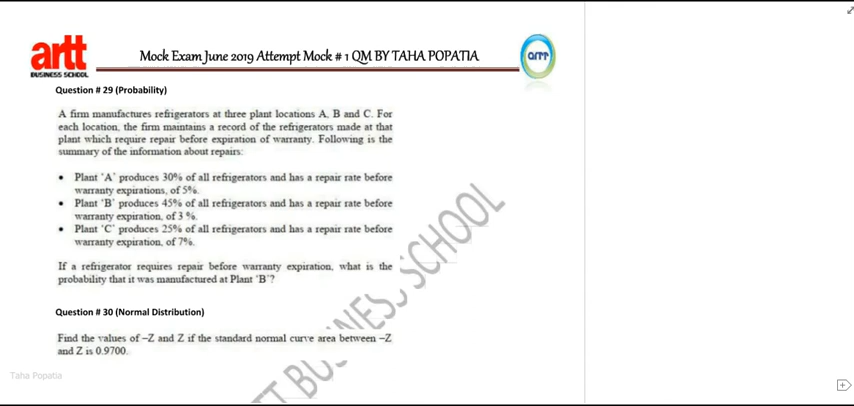 artt
BUSINESS SCHOOL
Mock Exam June 2019 Attempt Mock # 1 QM BY TAHA POPATIA
artt
Question # 29 (Probability)
A firm manufactures refrigerators at three plant locations A, B and C. For
each location, the firm maintains a record of the refrigerators made at that
plant which require repair before expiration of warranty. Following is the
summary of the information about repairs:
• Plant ‘A’ produces 30% of all refrigerators and has a repair rate before
warranty expirations, of 5%.
• Plant ‘B’ produces 45% of all refrigerators and has a repair rate before
warranty expiration, of 3 %.
• Plant ‘C’ produces 25% of all refrigerators and has a repair rate before
warranty expiration, of 7%.
If a refrigerator requires repair before warranty expiration, what is the
probability that it was manufactured at Plant ‘B’?
Question # 30 (Normal Distribution)
Find the values of –Z and Z if the standard normal curve area between –Z
and Z is 0.9700.
Taha Popatia
TT BUSINESS SCHOOL